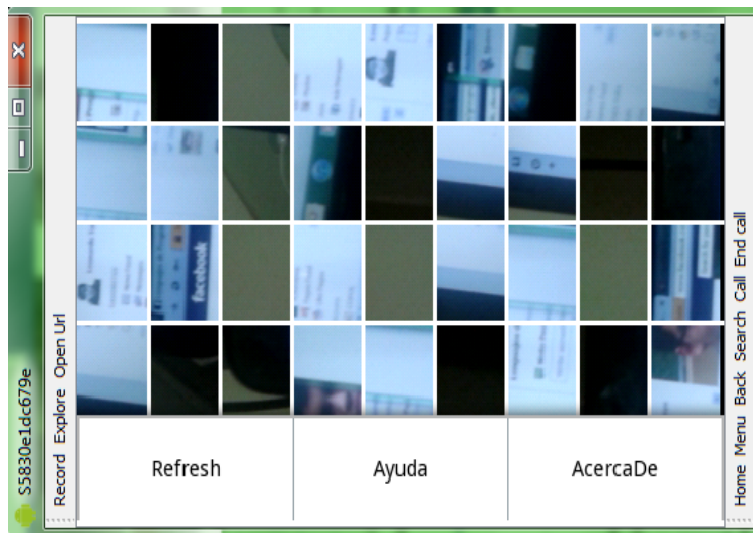 S5830e1dc679e
Record Explore Open Url
facebook
Refresh
Ayuda
AcercaDe
Home Menu Back Search Call End call